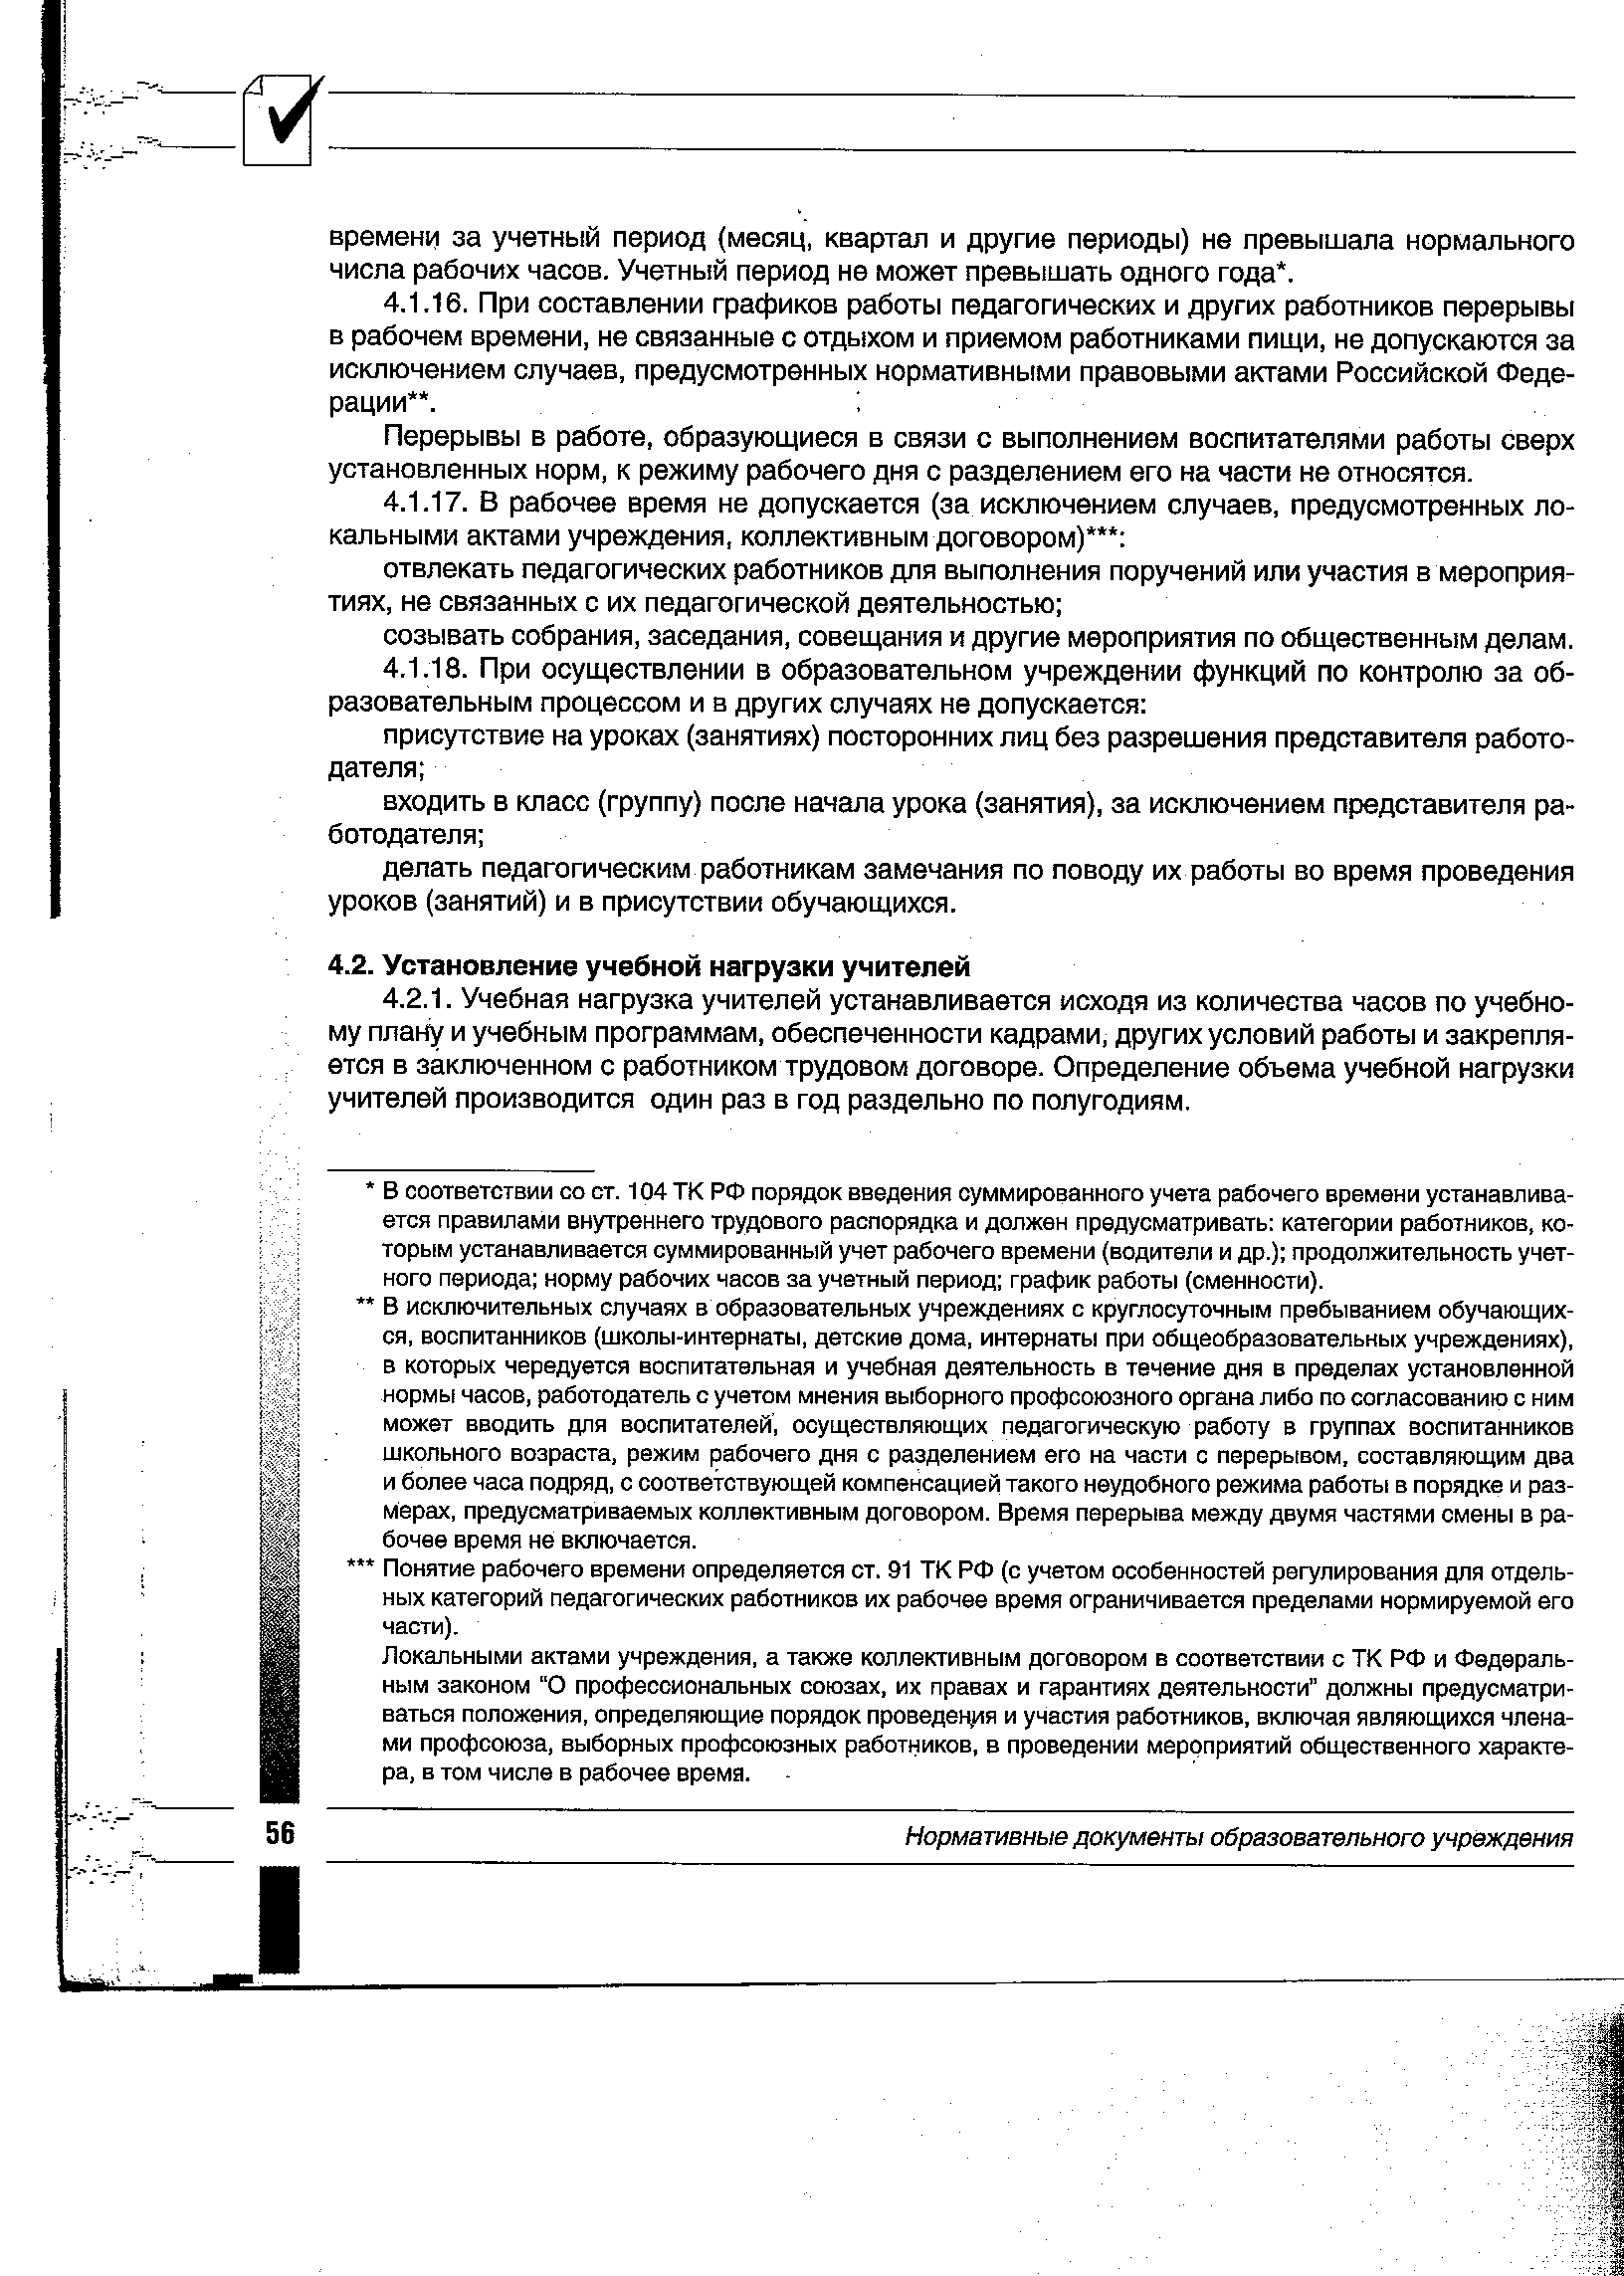 времени за учетный период (месяц, квартал и другие периоды) не превышала нормального
числа рабочих часов. Учетный период не может превышать одного года*.
4.1.16. При составлении графиков работы педагогических и других работников перерывы
в рабочем времени, не связанные с отдыхом и приемом работниками пищи, не допускаются за
исключением случаев, предусмотренных нормативными правовыми актами Российской Феде-
рации**.
Перерывы в работе, образующиеся в связи с выполнением воспитателями работы сверх
установленных норм, к режиму рабочего дня с разделением его на части не относятся.
4.1.17. В рабочее время не допускается (за исключением случаев, предусмотренных ло-
кальными актами учреждения, коллективным договором)***:
отвлекать педагогических работников для выполнения поручений или участия в мероприя-
тиях, не связанных с их педагогической деятельностью;
созывать собрания, заседания, совещания и другие мероприятия по общественным делам.
4.1.18. При осуществлении в образовательном учреждении функций по контролю за об-
разовательным процессом и в других случаях не допускается:
присутствие на уроках (занятиях) посторонних лиц без разрешения представителя работо-
дателя;
входить в класс (группу) после начала урока (занятия), за исключением представителя ра-
ботодателя;
делать педагогическим работникам замечания по поводу их работы во время проведения
уроков (занятий) и в присутствии обучающихся.
4.2. Установление учебной нагрузки учителей
4.2.1. Учебная нагрузка учителей устанавливается исходя из количества часов по учебно-
му плану и учебным программам, обеспеченности кадрами, других условий работы и закрепля-
ется в заключенном с работником трудовом договоре. Определение объема учебной нагрузки
учителей производится один раз в год раздельно по полугодиям.
* В соответствии со ст. 104 ТК РФ порядок введения суммированного учета рабочего времени устанавлива-
ется правилами внутреннего трудового распорядка и должен предусматривать: категории работников, ко-
торым устанавливается суммированный учет рабочего времени (водители и др.); продолжительность учет-
ного периода; норму рабочих часов за учетный период; график работы (сменности).
** В исключительных случаях в образовательных учреждениях с круглосуточным пребыванием обучающих-
ся, воспитанников (школы-интернаты, детские дома, интернаты при общеобразовательных учреждениях),
в которых чередуется воспитательная и учебная деятельность в течение дня в пределах установленной
нормы часов, работодатель с учетом мнения выборного профсоюзного органа либо по согласованию с ним
может вводить для воспитателей, осуществляющих педагогическую работу в группах воспитанников
школьного возраста, режим рабочего дня с разделением его на части с перерывом, составляющим два
и более часа подряд, с соответствующей компенсацией такого неудобного режима работы в порядке и раз-
мерах, предусматриваемых коллективным договором. Время перерыва между двумя частями смены в ра-
бочее время не включается.
*** Понятие рабочего времени определяется ст. 91 ТК РФ (с учетом особенностей регулирования для отдель-
ных категорий педагогических работников их рабочее время ограничивается пределами нормируемой его
части).
Локальными актами учреждения, а также коллективным договором в соответствии с ТК РФ и Федераль-
ным законом "О профессиональных союзах, их правах и гарантиях деятельности" должны предусматри-
ваться положения, определяющие порядок проведения и участия работников, включая являющихся члена-
ми профсоюза, выборных профсоюзных работников, в проведении мероприятий общественного характе-
ра, в том числе в рабочее время.
56
Нормативные документы образовательного учреждения